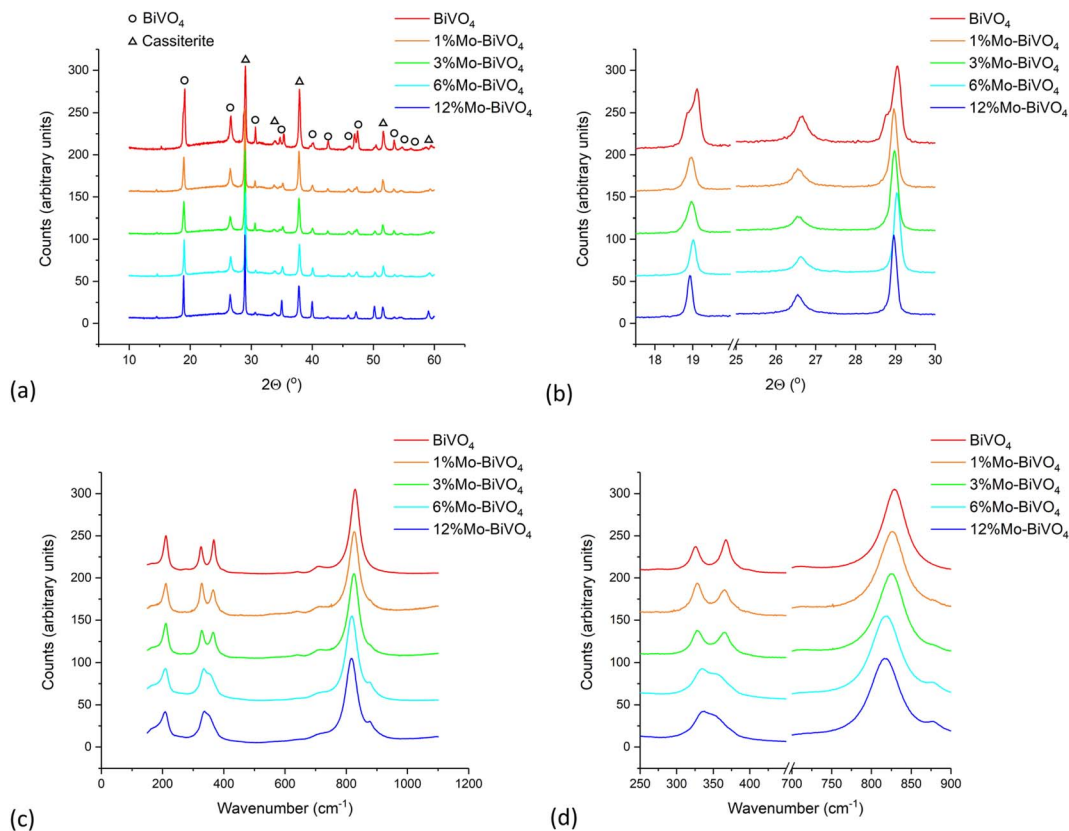 ○ BiVO₄
△ Cassiterite
BiVO₄
1%Mo-BiVO₄
3%Mo-BiVO₄
6%Mo-BiVO₄
12%Mo-BiVO₄
300
250
200
150
100
50
0
Counts (arbitrary units)
10 20 30 40 50 60
2Θ (°)
(a)
BiVO₄
1%Mo-BiVO₄
3%Mo-BiVO₄
6%Mo-BiVO₄
12%Mo-BiVO₄
300
250
200
150
100
50
0
Counts (arbitrary units)
18 19 25 26 27 28 29 30
2Θ (°)
(b)
BiVO₄
1%Mo-BiVO₄
3%Mo-BiVO₄
6%Mo-BiVO₄
12%Mo-BiVO₄
300
250
200
150
100
50
0
Counts (arbitrary units)
0 200 400 600 800 1000 1200
Wavenumber (cm⁻¹)
(c)
BiVO₄
1%Mo-BiVO₄
3%Mo-BiVO₄
6%Mo-BiVO₄
12%Mo-BiVO₄
300
250
200
150
100
50
0
Counts (arbitrary units)
250 300 350 400 700 750 800 850 900
Wavenumber (cm⁻¹)
(d)